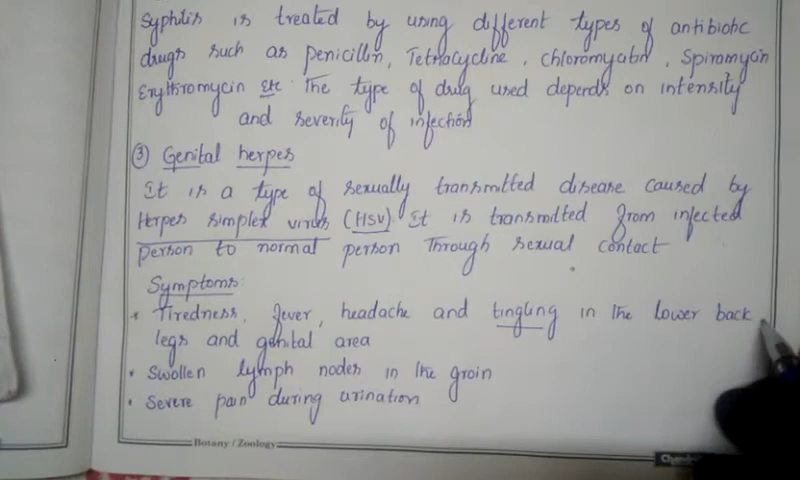 Syphilis is treated by using different types of antibiotic
drugs such as penicillin, Tetracycline, chloromycetin, Spiramycin
Erythromycin etc. The type of drug used depends on intensity
and severity of infection
③ Genital herpes
It is a type of sexually transmitted disease caused by
Herpes simplex virus (HSV). It is transmitted from infected
person to normal person through sexual contact
Symptoms:
* Tiredness, fever, headache and tingling in the lower back,
legs and genital area
* Swollen lymph nodes in the groin
* Severe pain during urination
Botany / Zoology